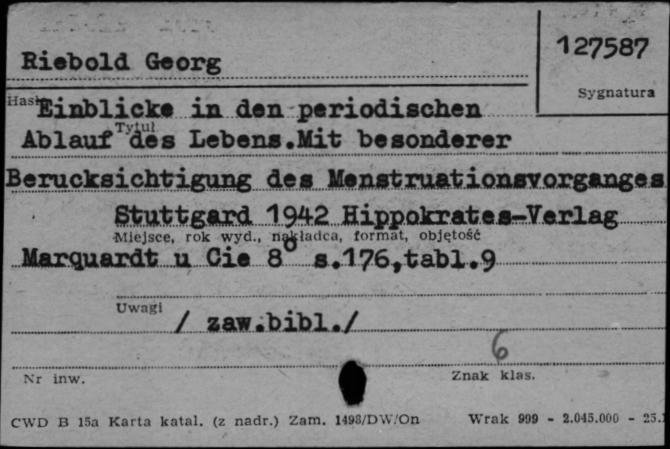 Riebold Georg
127587
Sygnatura
Hasło
Einblicke in den periodischen
Tytuł
Ablauf des Lebens.Mit besonderer
Berucksichtigung des Menstruationsvorganges
Stuttgard 1942 Hippokrates-Verlag
Miejsce, rok wyd., nakładca, format, objętość
Marquardt u Cie 8° s.176,tabl.9
Uwagi
/ zaw.bibl./
6
Nr inw.
Znak klas.
CWD B 15a Karta katal. (z nadr.) Zam. 1498/DW/On Wrak 999 - 2.045.000 - 25.